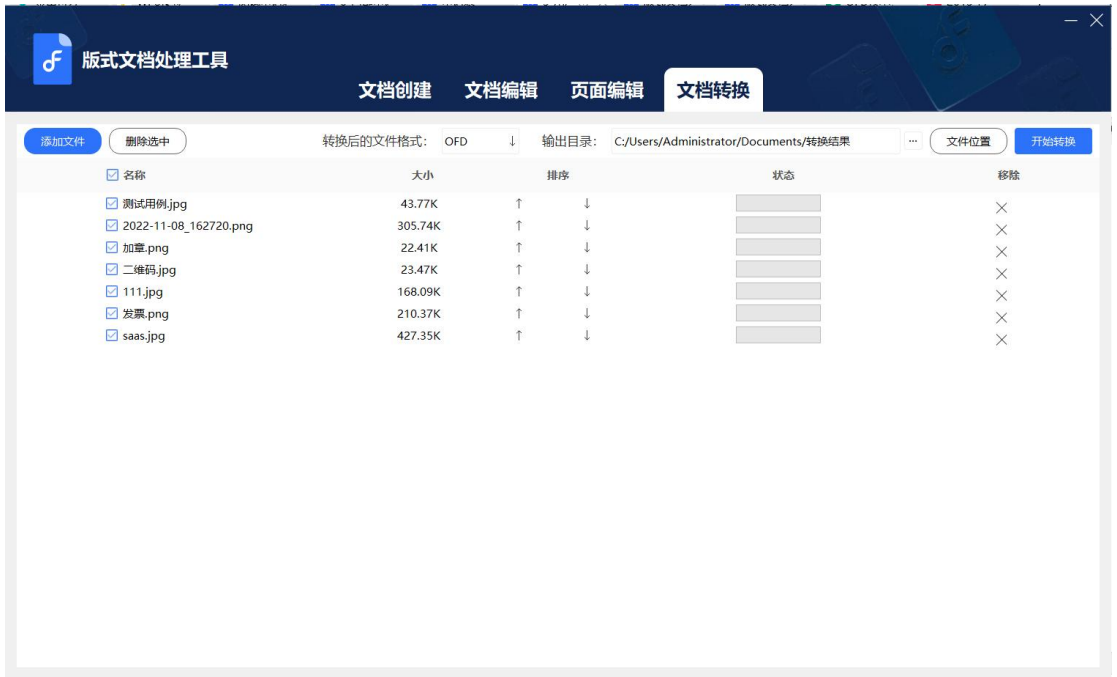 版式文档处理工具
文档创建 文档编辑 页面编辑 文档转换
添加文件 删除选中 转换后的文件格式: OFD ↓ 输出目录: C:/Users/Administrator/Documents/转换结果 ... 文件位置 开始转换
名称 大小 排序 状态 移除
测试用例.jpg 43.77K ↑ ↓
2022-11-08_162720.png 305.74K ↑ ↓
加章.png 22.41K ↑ ↓
二维码.jpg 23.47K ↑ ↓
111.jpg 168.09K ↑ ↓
发票.png 210.37K ↑ ↓
saas.jpg 427.35K ↑ ↓